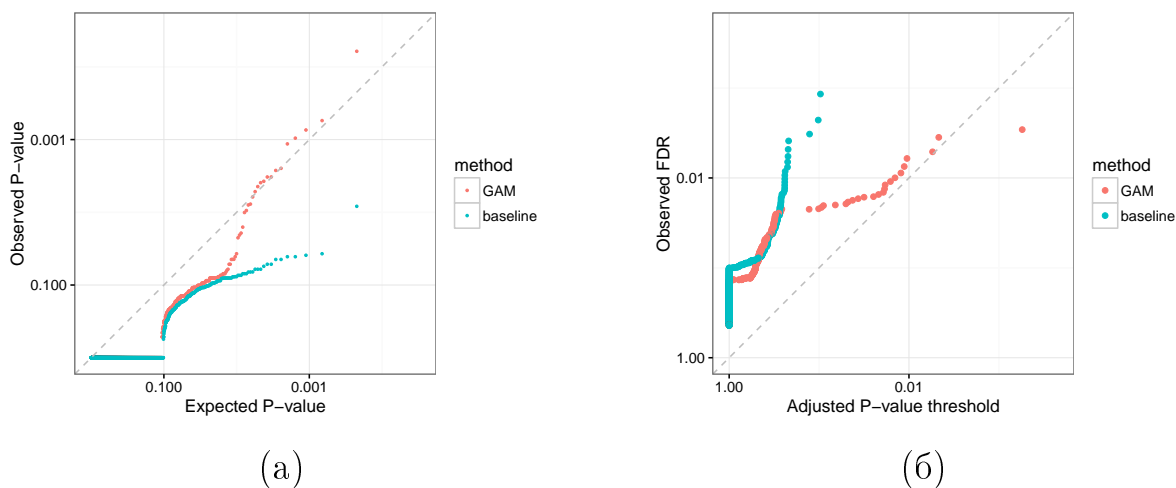 Observed P−value
0.001
0.100
0.100
0.001
Expected P−value
method
GAM
baseline
(а)
Observed FDR
0.01
1.00
1.00
0.01
Adjusted P−value threshold
method
GAM
baseline
(б)